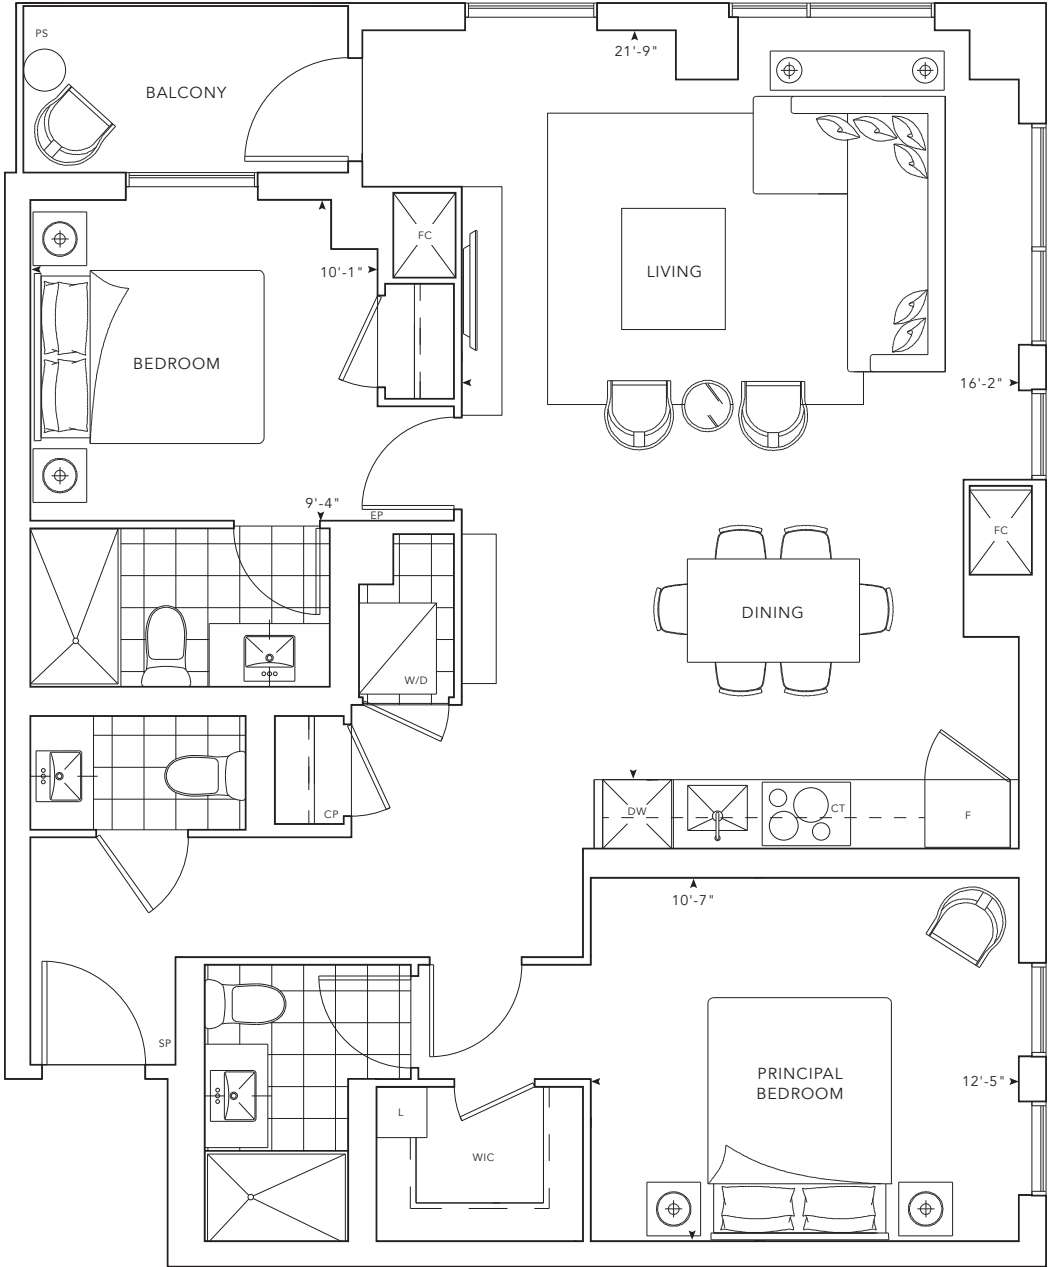 PS
21'-9"
BALCONY
FC
10'-1"
LIVING
BEDROOM
16'-2"
9'-4"
EP
FC
DINING
W/D
CP
DW
CT
F
10'-7"
SP
PRINCIPAL
BEDROOM
12'-5"
L
WIC